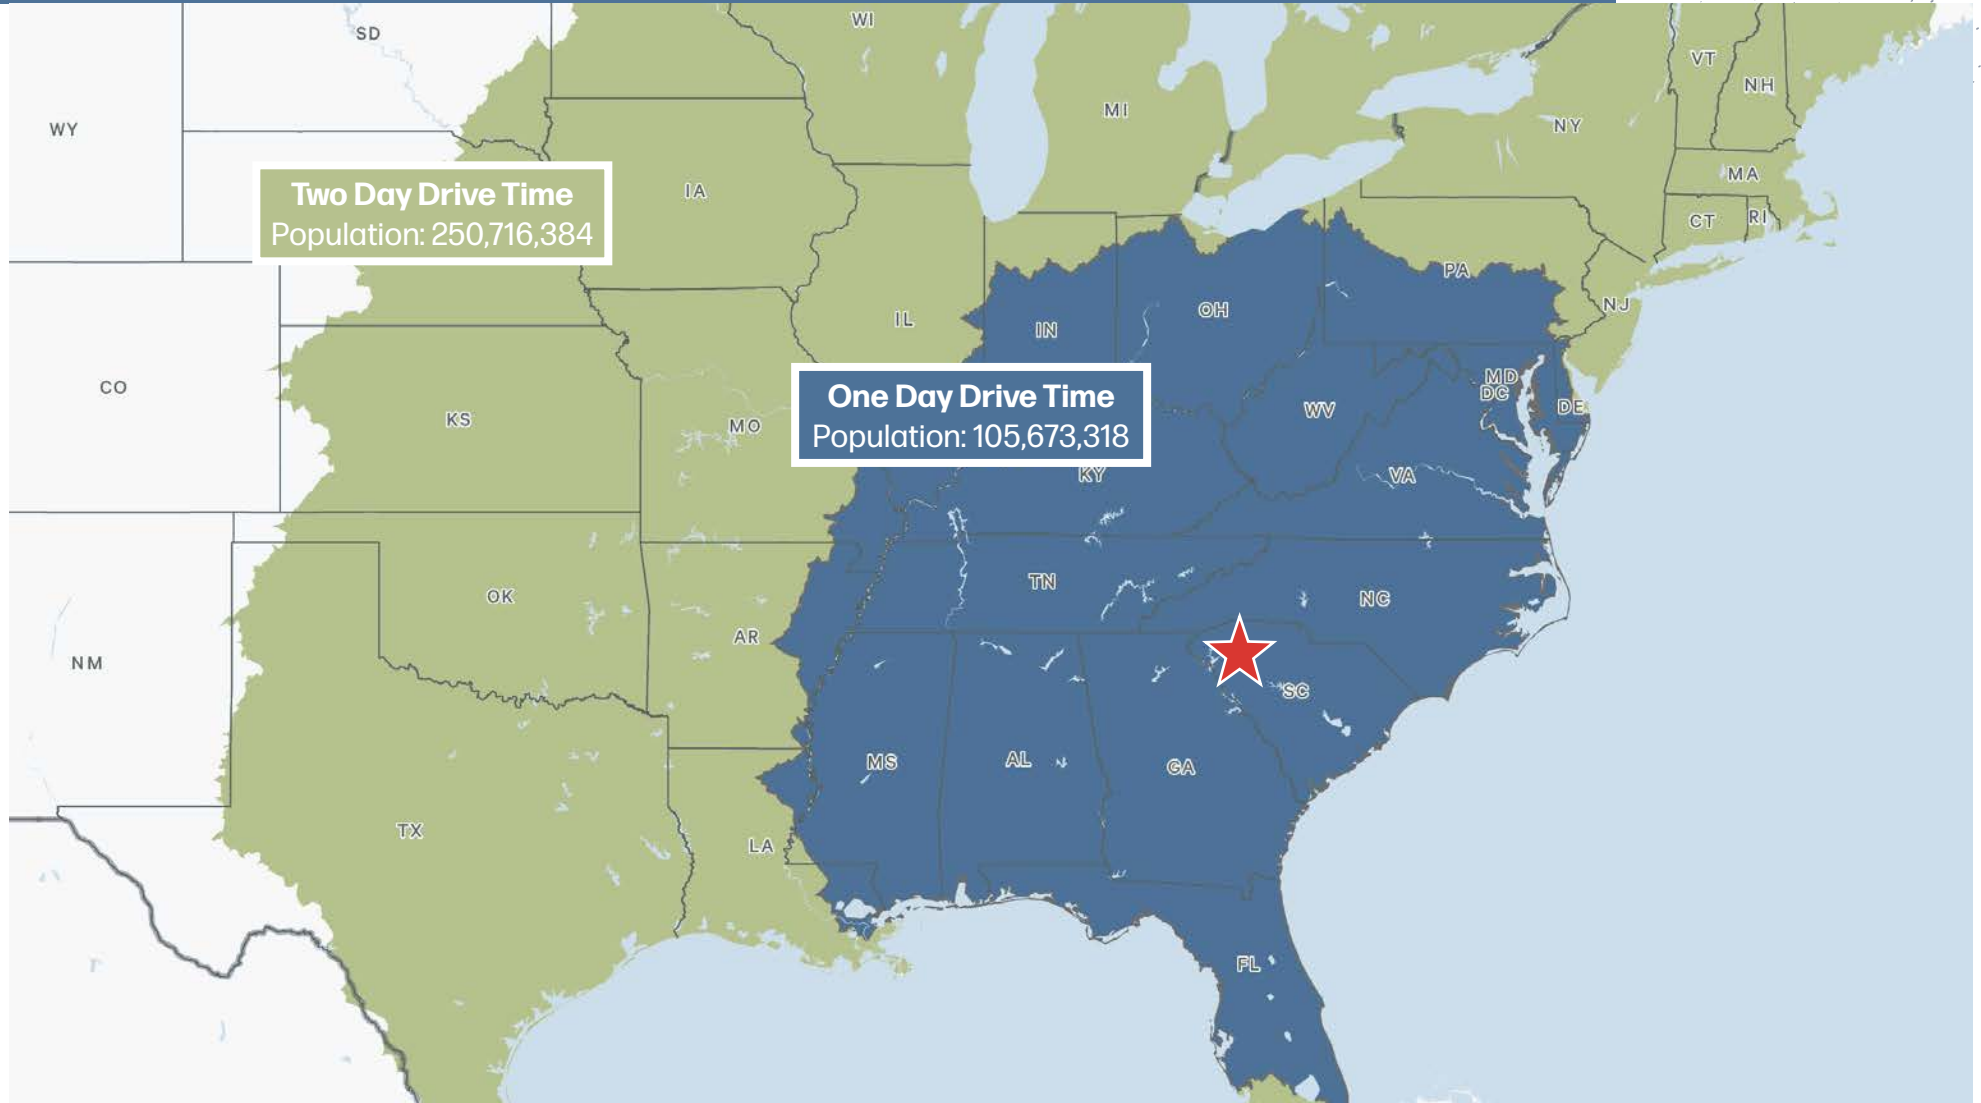 SD
WI
VT
NH
WY
MI
NY
MA
IA
CT
RI
Two Day Drive Time
Population: 250,716,384
PA
NJ
IL
OH
IN
CO
MD
DC
DE
One Day Drive Time
Population: 105,673,318
WV
KS
MO
KY
VA
TN
OK
NC
AR
NM
SC
MS
AL
GA
TX
LA
FL